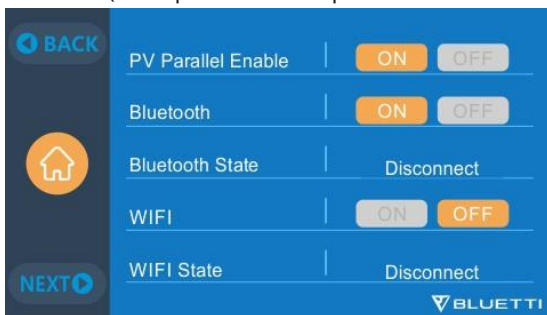 BACK
PV Parallel Enable ON OFF
Bluetooth ON OFF
Bluetooth State Disconnect
WIFI ON OFF
WIFI State Disconnect
NEXT
BLUETTI